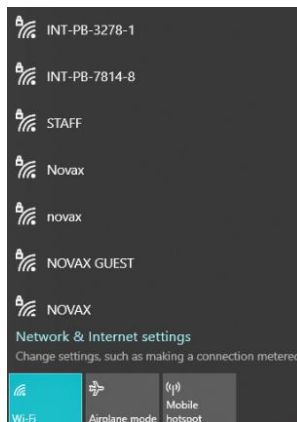 INT-PB-3278-1
INT-PB-7814-8
STAFF
Novax
novax
NOVAX GUEST
NOVAX
Network & Internet settings
Change settings, such as making a connection metered
Wi-Fi
Airplane mode
Mobile
hotspot